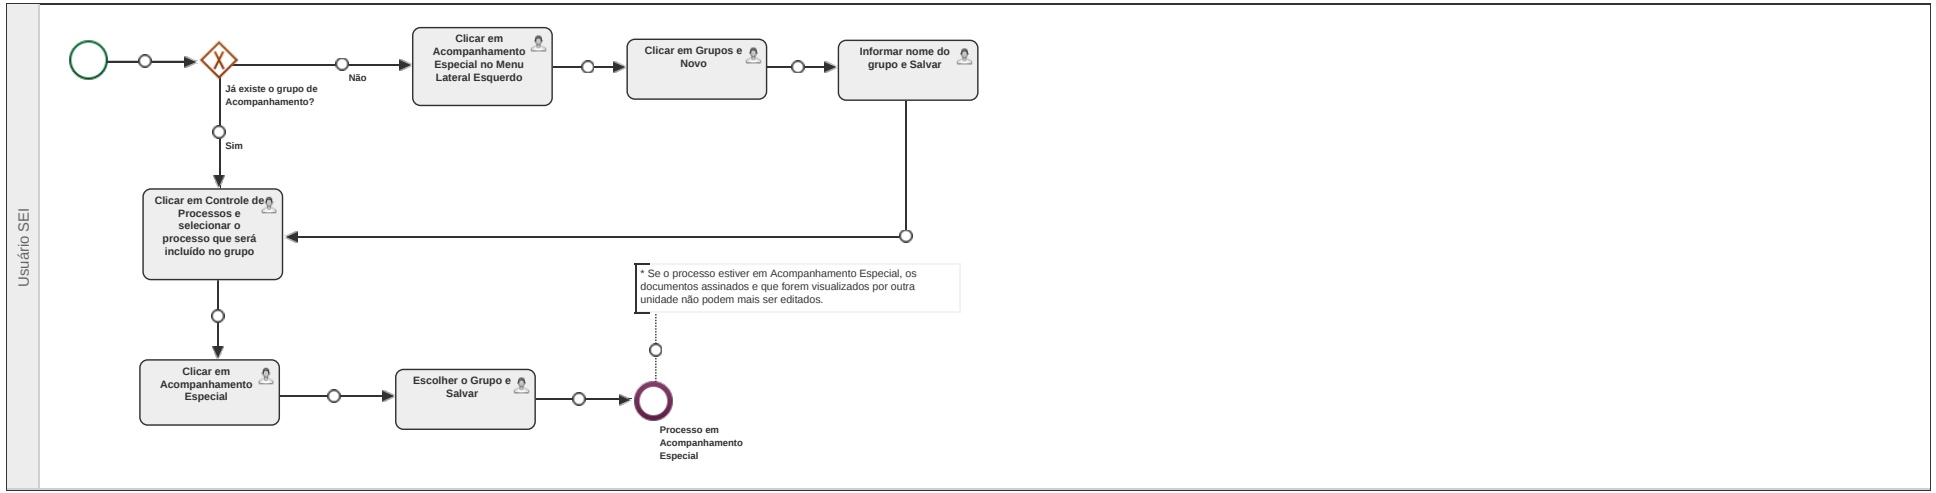 Usuário SEI
Já existe o grupo de
Acompanhamento?
Não
Sim
Clicar em
Acompanhamento
Especial no Menu
Lateral Esquerdo
Clicar em Grupos e
Novo
Informar nome do
grupo e Salvar
Clicar em Controle de
Processos e
selecionar o
processo que será
incluído no grupo
* Se o processo estiver em Acompanhamento Especial, os
documentos assinados e que forem visualizados por outra
unidade não podem mais ser editados.
Clicar em
Acompanhamento
Especial
Escolher o Grupo e
Salvar
Processo em
Acompanhamento
Especial